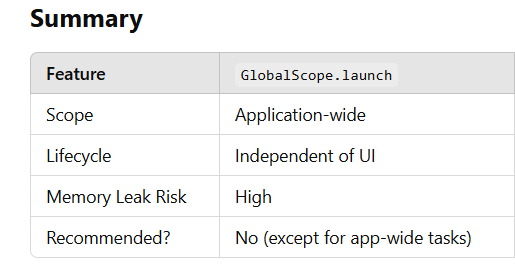 Summary
Feature GlobalScope.launch
Scope Application-wide
Lifecycle Independent of UI
Memory Leak Risk High
Recommended? No (except for app-wide tasks)